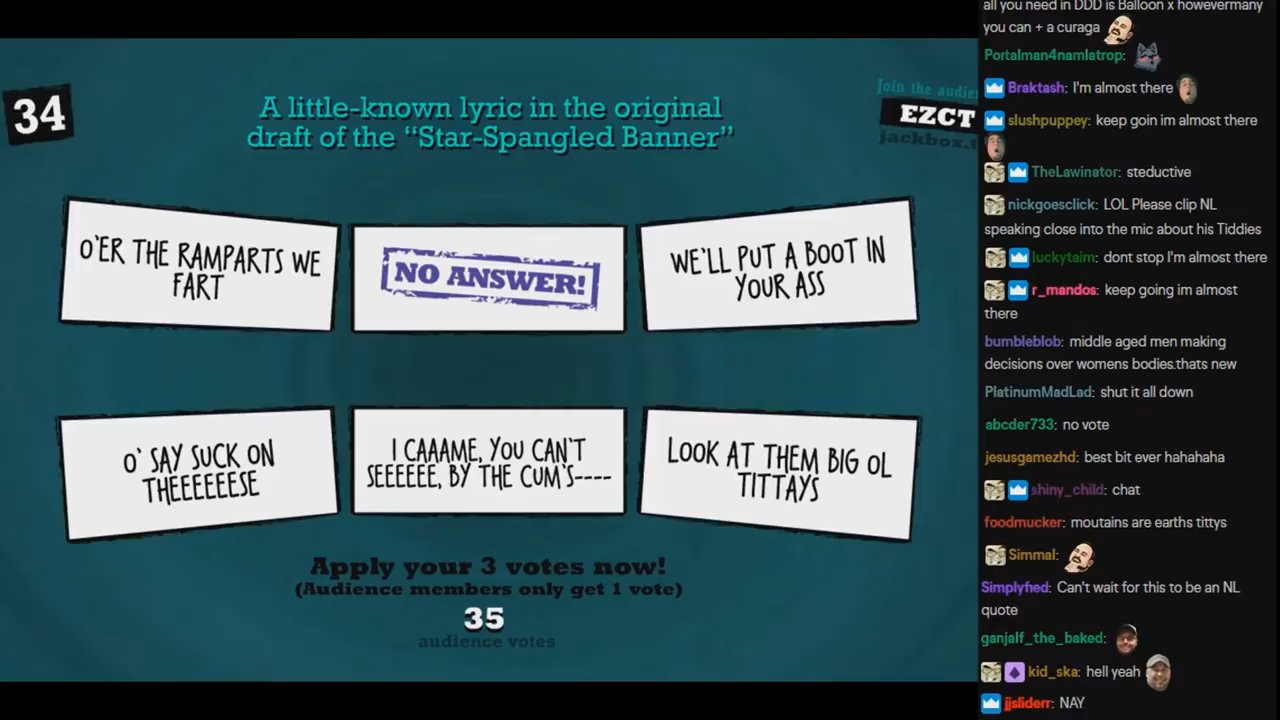 34
A little-known lyric in the original
draft of the “Star-Spangled Banner”
Join the audien
EZCT
jackbox.t
O'ER THE RAMPARTS WE
FART
NO ANSWER!
WE'LL PUT A BOOT IN
YOUR ASS
O' SAY SUCK ON
THEEEEEESE
I CAAAME, YOU CAN'T
SEEEEEE, BY THE CUM'S----
LOOK AT THEM BIG OL
TITTAYS
Apply your 3 votes now!
(Audience members only get 1 vote)
35
audience votes
all you need in DDD is Balloon x howevermany
you can + a curaga
Portalman4namlatrop:
Braktash: I'm almost there
slushpuppey: keep goin im almost there
TheLawinator: steductive
nickgoesclick: LOL Please clip NL
speaking close into the mic about his Tiddies
luckytaim: dont stop I'm almost there
r_mandos: keep going im almost
there
bumbleblob: middle aged men making
decisions over womens bodies.thats new
PlatinumMadLad: shut it all down
abcder733: no vote
jesusgamezhd: best bit ever hahahaha
shiny_child: chat
foodmucker: moutains are earths tittys
Simmal:
Simplyfied: Can't wait for this to be an NL
quote
ganjalf_the_baked:
kid_ska: hell yeah
jjsliderr: NAY